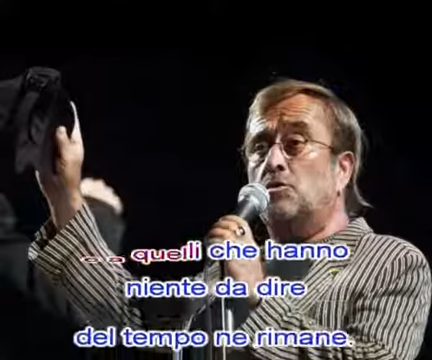 e a quelli che hanno
niente da dire
del tempo ne rimane.